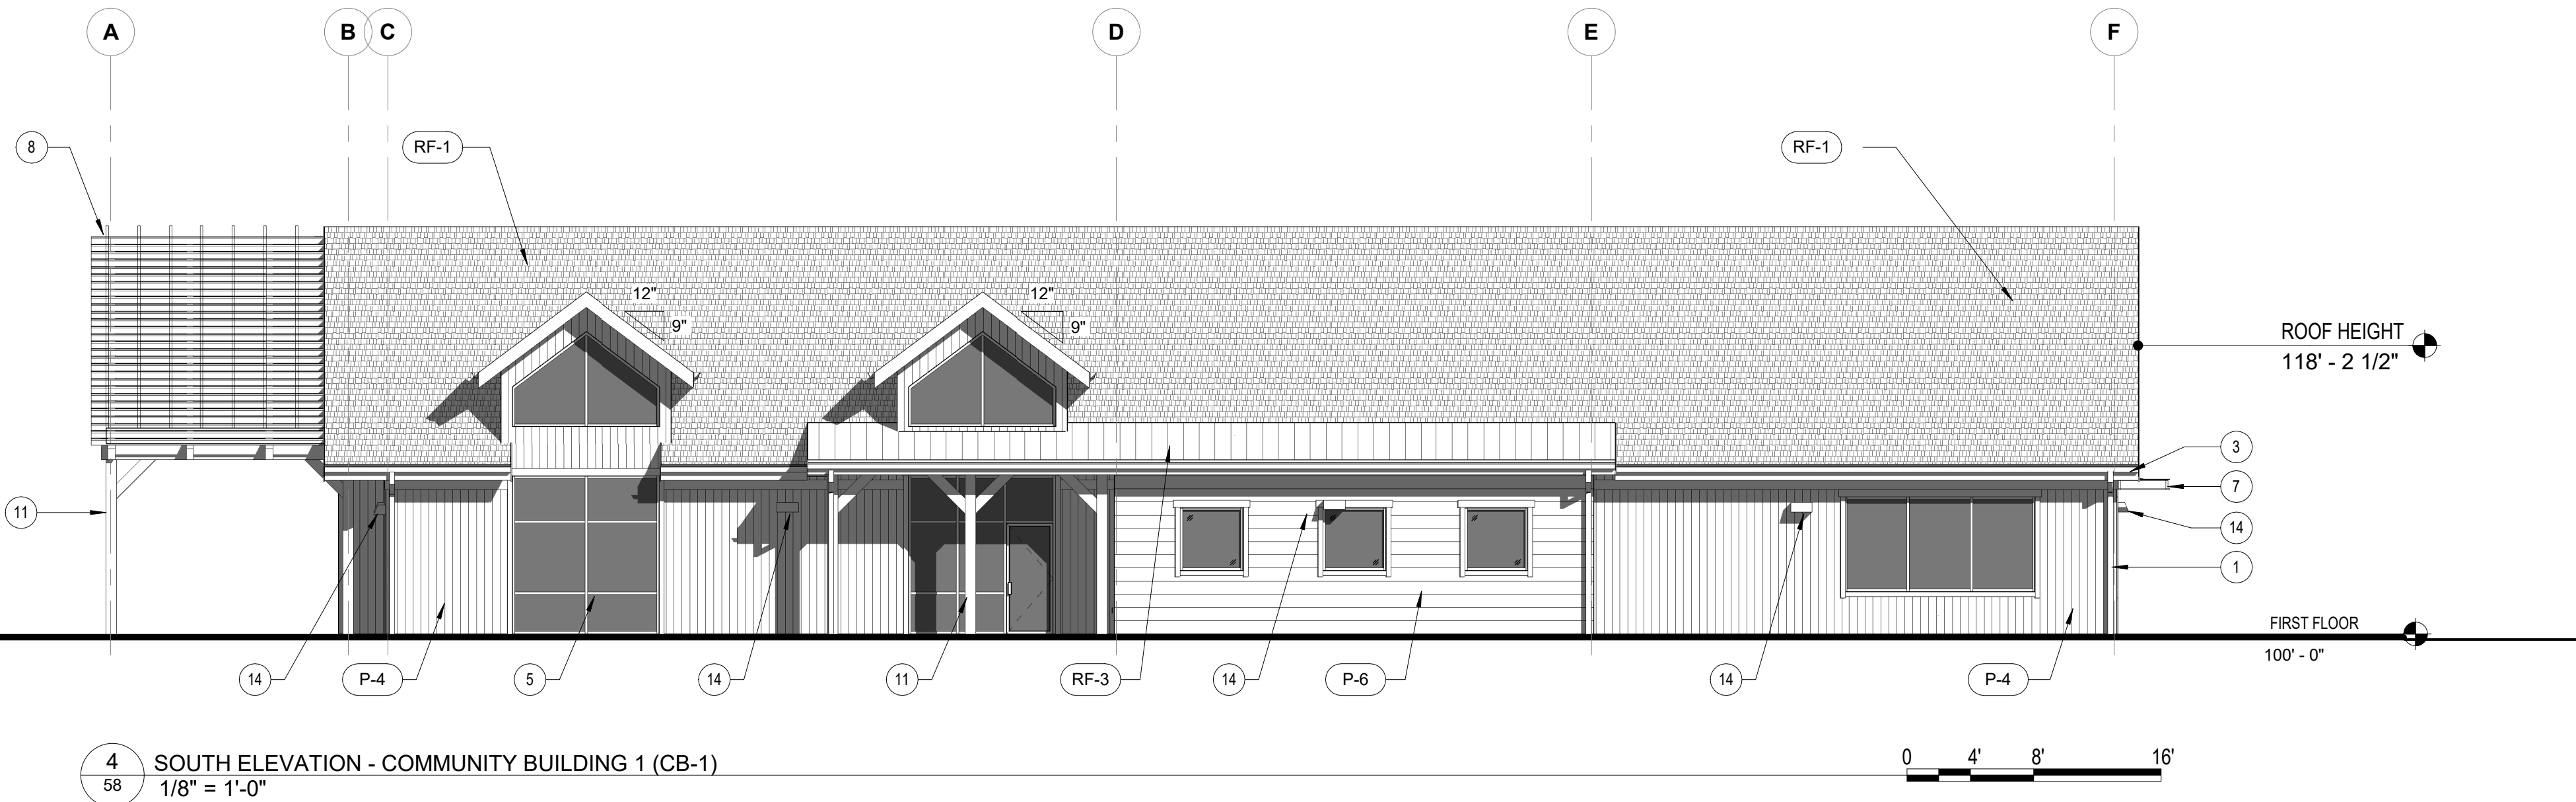 A B C D E F
8 RF-1 RF-1
12" 12"
9" 9"
ROOF HEIGHT
118' - 2 1/2"
3
7
11
14
1
FIRST FLOOR
100' - 0"
14 P-4 5 14 11 RF-3 14 P-6 14 P-4
4 SOUTH ELEVATION - COMMUNITY BUILDING 1 (CB-1)
58 1/8" = 1'-0"
0 4' 8' 16'